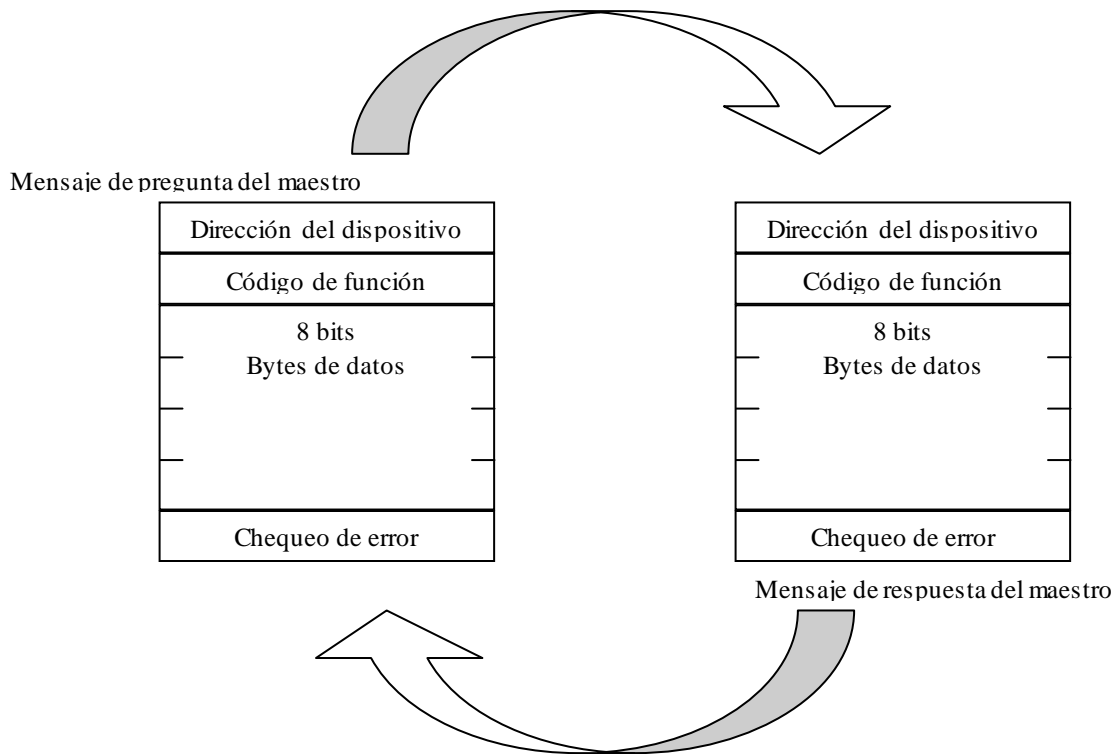 Mensaje de pregunta del maestro
Dirección del dispositivo
Código de función
8 bits
Bytes de datos
Chequeo de error
Dirección del dispositivo
Código de función
8 bits
Bytes de datos
Chequeo de error
Mensaje de respuesta del maestro